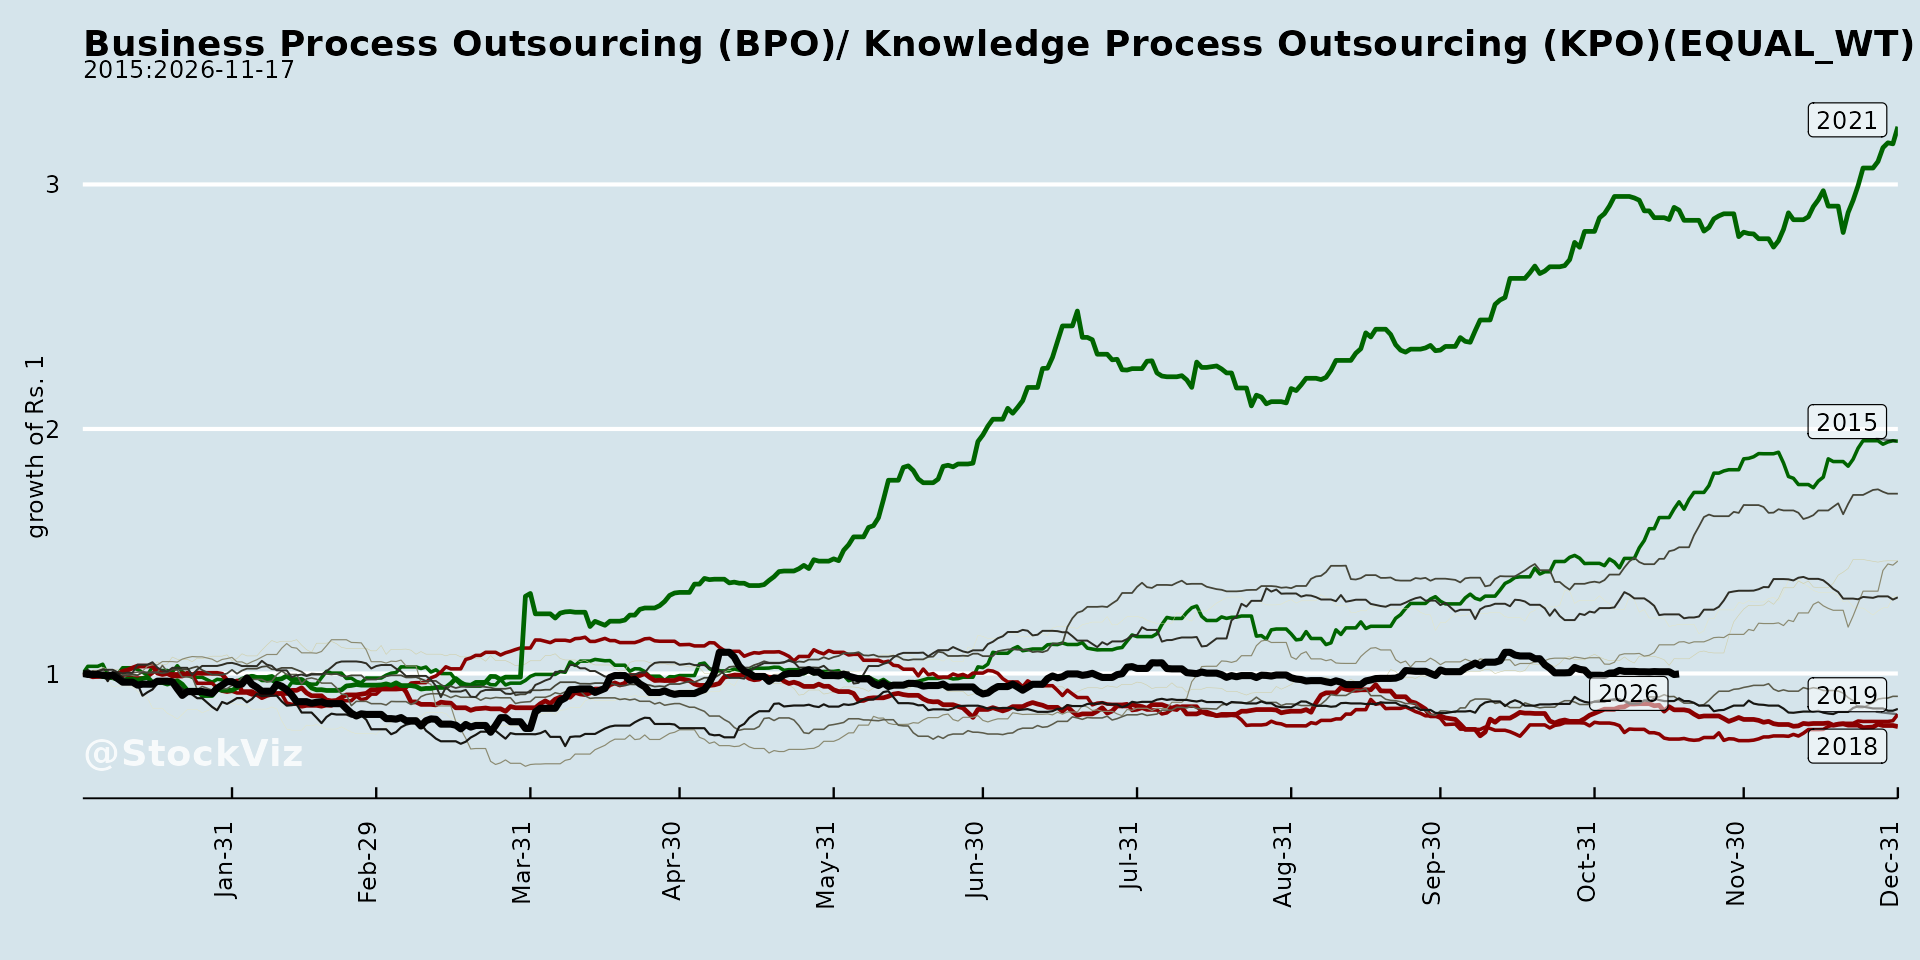 Business Process Outsourcing (BPO)/ Knowledge Process Outsourcing (KPO)(EQUAL_WT)
2015:2026-11-17
growth of Rs. 1
3
2
1
2021
2015
2026
2019
2018
@StockViz
Jan-31
Feb-29
Mar-31
Apr-30
May-31
Jun-30
Jul-31
Aug-31
Sep-30
Oct-31
Nov-30
Dec-31